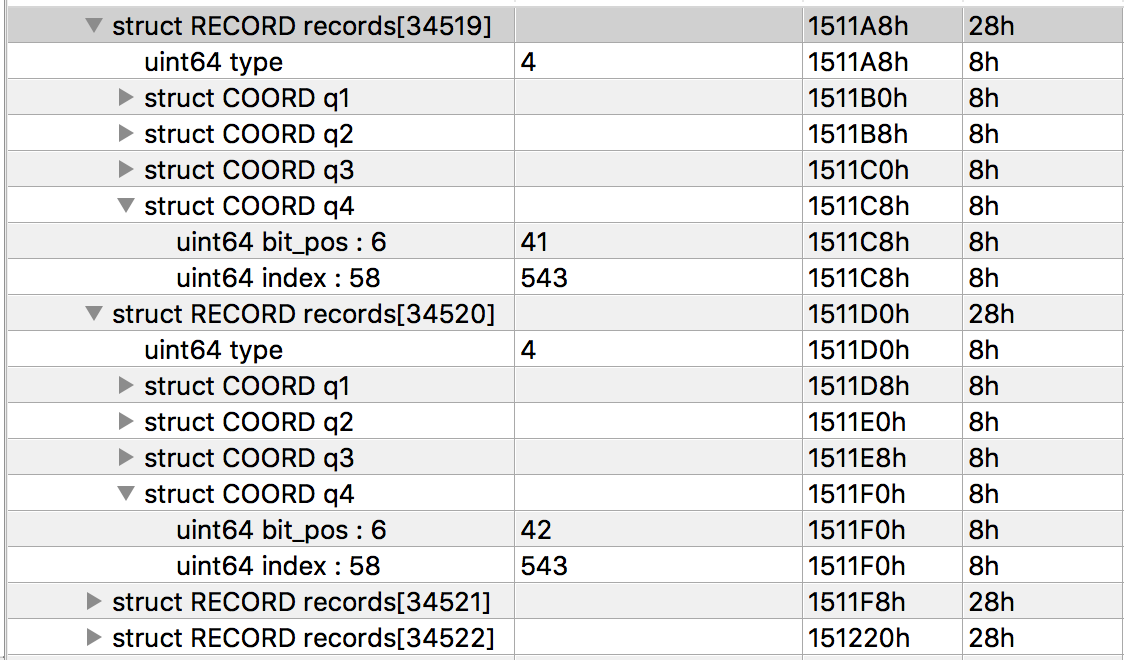 struct RECORD records[34519] 1511A8h 28h
uint64 type 4 1511A8h 8h
struct COORD q1 1511B0h 8h
struct COORD q2 1511B8h 8h
struct COORD q3 1511C0h 8h
struct COORD q4 1511C8h 8h
uint64 bit_pos : 6 41 1511C8h 8h
uint64 index : 58 543 1511C8h 8h
struct RECORD records[34520] 1511D0h 28h
uint64 type 4 1511D0h 8h
struct COORD q1 1511D8h 8h
struct COORD q2 1511E0h 8h
struct COORD q3 1511E8h 8h
struct COORD q4 1511F0h 8h
uint64 bit_pos : 6 42 1511F0h 8h
uint64 index : 58 543 1511F0h 8h
struct RECORD records[34521] 1511F8h 28h
struct RECORD records[34522] 151220h 28h